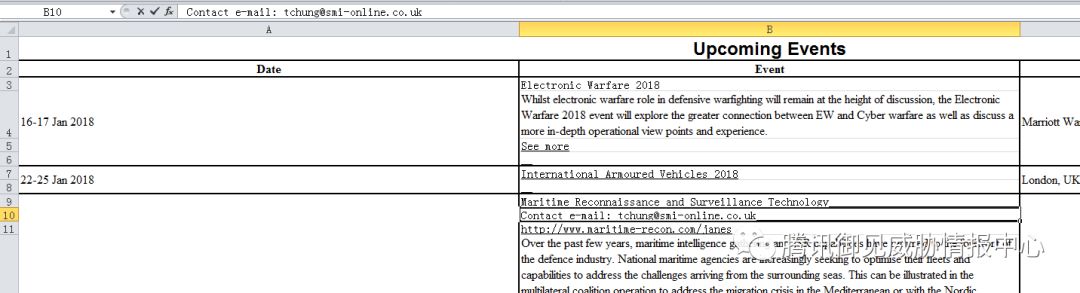 B10 fx Contact e-mail: tchung@smi-online.co.uk
A B
1 Upcoming Events
2 Date Event
3 Electronic Warfare 2018
Whilst electronic warfare role in defensive warfighting will remain at the height of discussion, the Electronic
Warfare 2018 event will explore the greater connection between EW and Cyber warfare as well as discuss a
4 16-17 Jan 2018 more in-depth operational view points and experience. Marriott Was
5 See more
6
7 International Armoured Vehicles 2018
8 22-25 Jan 2018 London, UK
9 Maritime Reconnaissance and Surveillance Technology
10 Contact e-mail: tchung@smi-online.co.uk
11 http://www.maritime-recon.com/janes
Over the past few years, maritime intelligence have
腾讯御见威胁情报中心
the defence industry. National maritime agencies are increasingly seeking to optimise their fleets and
capabilities to address the challenges arriving from the surrounding seas. This can be illustrated in the
multilateral coalition operation to address the migration crisis in the Mediterranean or with the Nordic